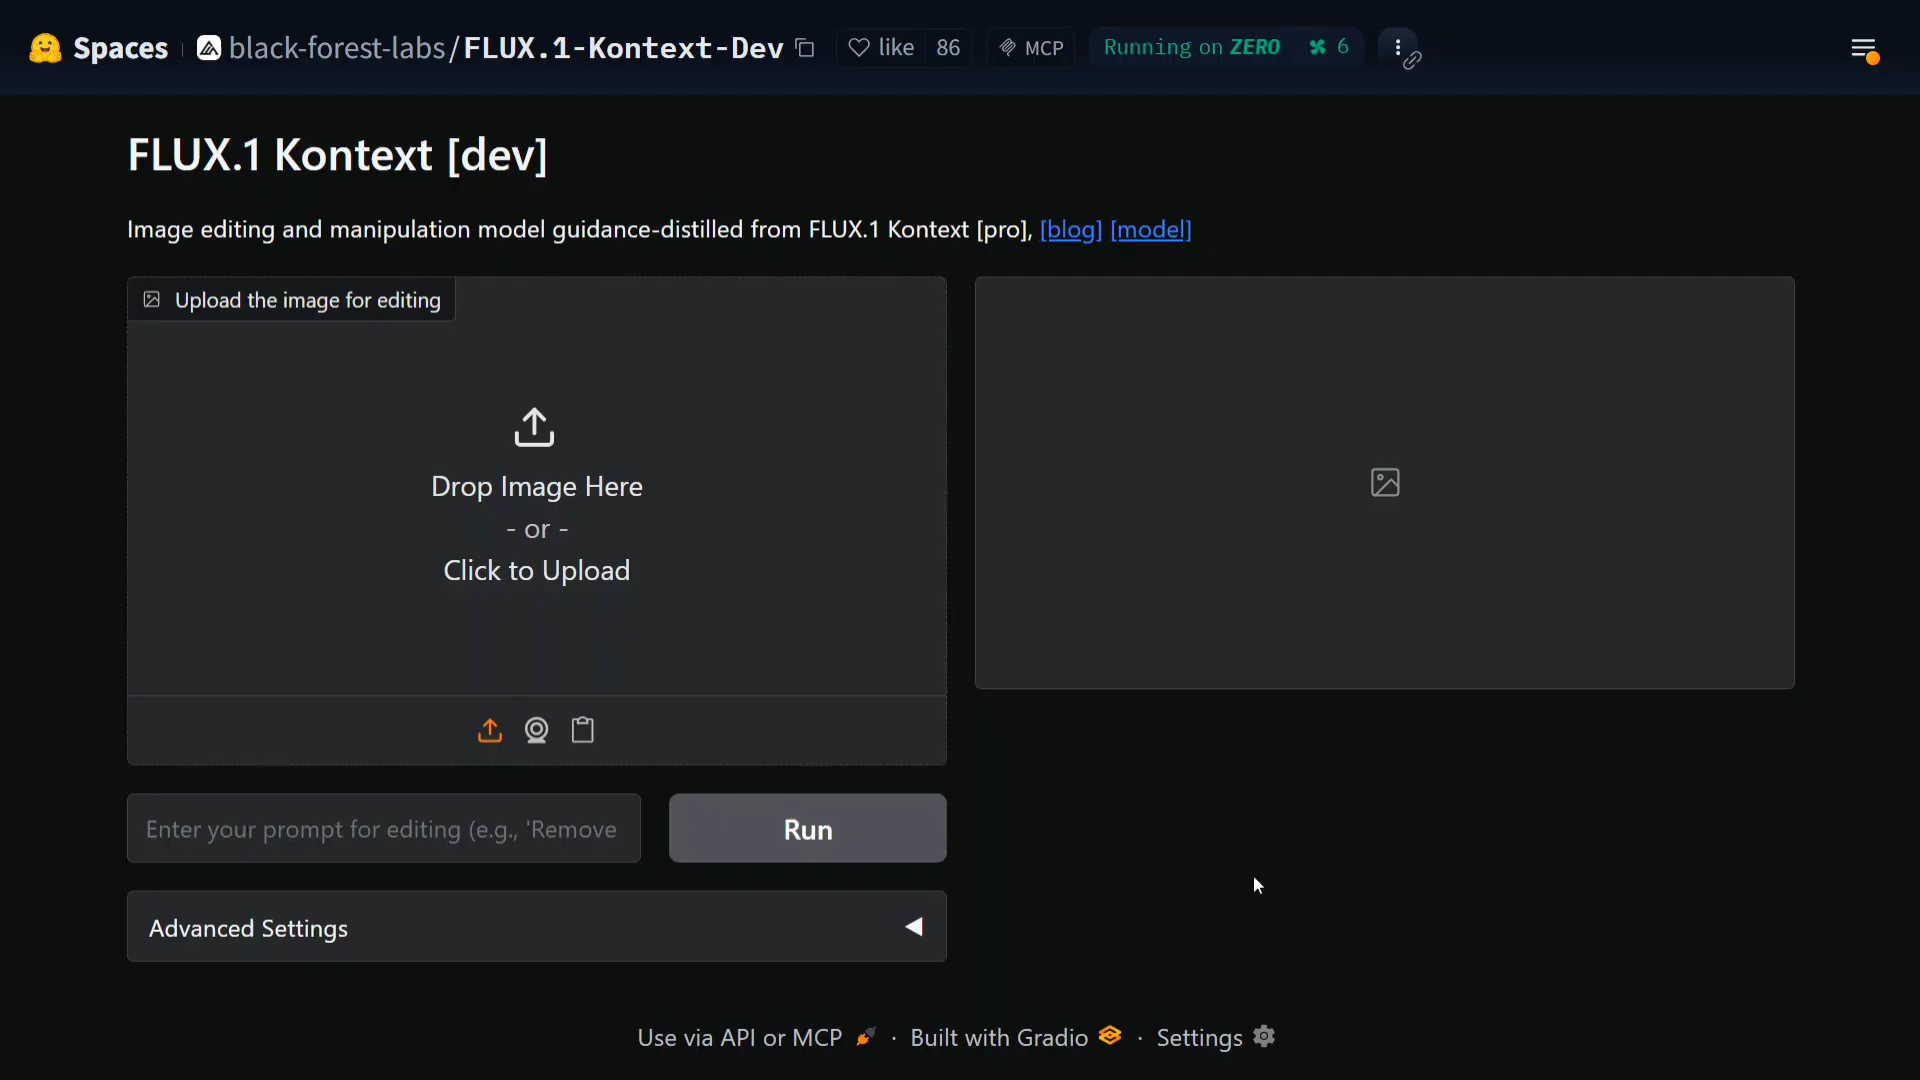 Spaces
black-forest-labs/FLUX.1-Kontext-Dev
like 86
MCP
Running on ZERO 6
FLUX.1 Kontext [dev]
Image editing and manipulation model guidance-distilled from FLUX.1 Kontext [pro], [blog] [model]
Upload the image for editing
Drop Image Here
- or -
Click to Upload
Enter your prompt for editing (e.g., 'Remove
Run
Advanced Settings
Use via API or MCP · Built with Gradio · Settings